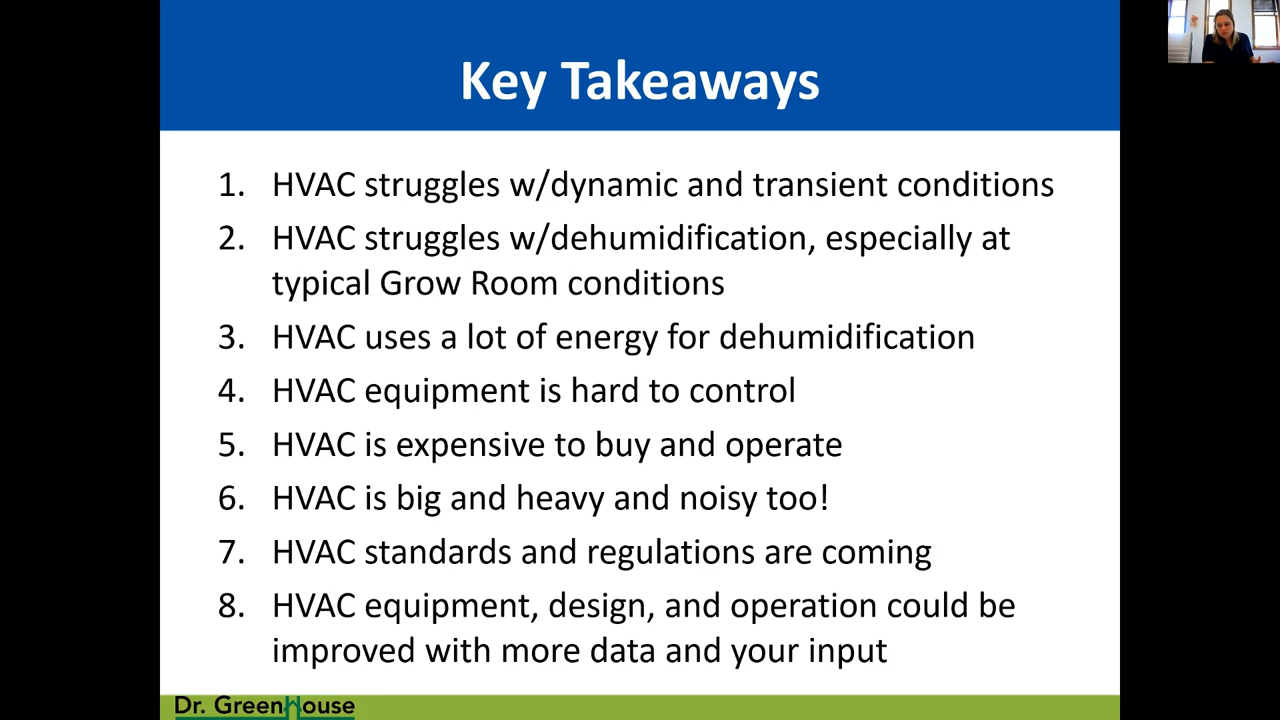 Key Takeaways
1. HVAC struggles w/dynamic and transient conditions
2. HVAC struggles w/dehumidification, especially at
typical Grow Room conditions
3. HVAC uses a lot of energy for dehumidification
4. HVAC equipment is hard to control
5. HVAC is expensive to buy and operate
6. HVAC is big and heavy and noisy too!
7. HVAC standards and regulations are coming
8. HVAC equipment, design, and operation could be
improved with more data and your input
Dr. GreenHouse